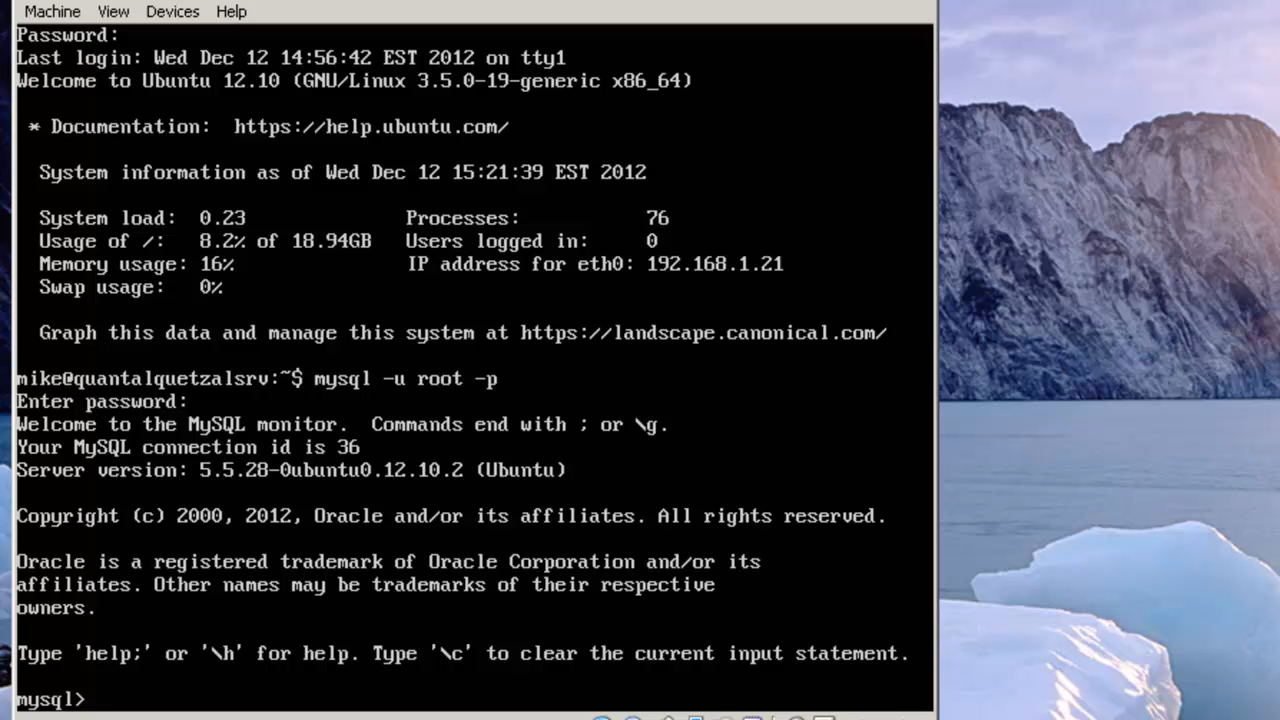 Machine View Devices Help
Password:
Last login: Wed Dec 12 14:56:42 EST 2012 on tty1
Welcome to Ubuntu 12.10 (GNU/Linux 3.5.0-19-generic x86_64)
* Documentation: https://help.ubuntu.com/
System information as of Wed Dec 12 15:21:39 EST 2012
System load: 0.23 Processes: 76
Usage of /: 8.2% of 18.94GB Users logged in: 0
Memory usage: 16% IP address for eth0: 192.168.1.21
Swap usage: 0%
Graph this data and manage this system at https://landscape.canonical.com/
mike@quantalquetzalsrv:~$ mysql -u root -p
Enter password:
Welcome to the MySQL monitor. Commands end with ; or \g.
Your MySQL connection id is 36
Server version: 5.5.28-0ubuntu0.12.10.2 (Ubuntu)
Copyright (c) 2000, 2012, Oracle and/or its affiliates. All rights reserved.
Oracle is a registered trademark of Oracle Corporation and/or its
affiliates. Other names may be trademarks of their respective
owners.
Type 'help;' or '\h' for help. Type '\c' to clear the current input statement.
mysql>